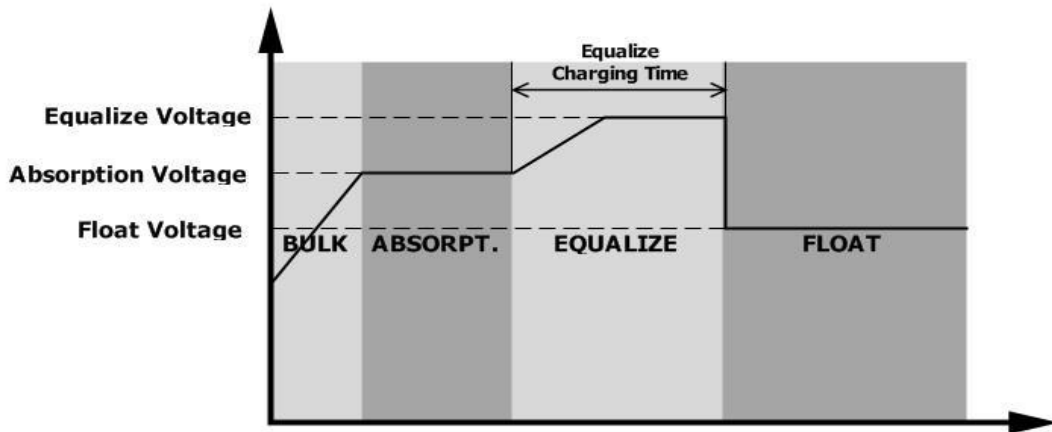 Equalize
Charging Time
Equalize Voltage
Absorption Voltage
Float Voltage
BULK
ABSORPT.
EQUALIZE
FLOAT